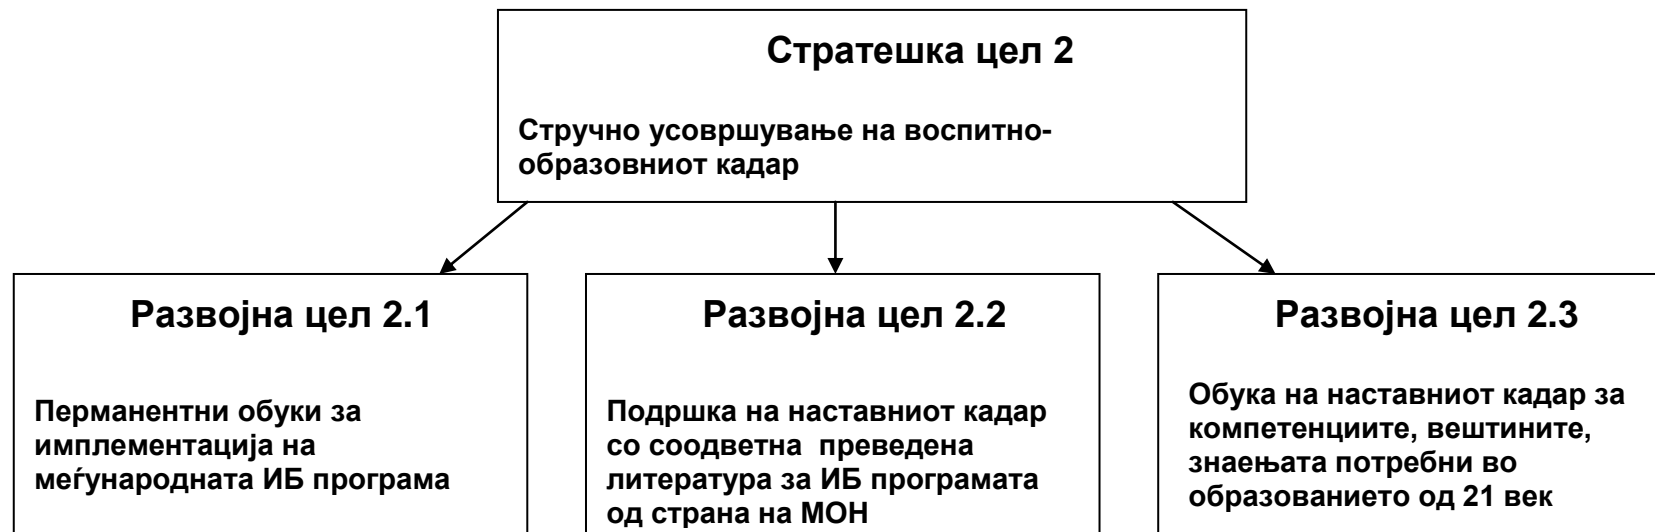 Стратешка цел 2
Стручно усовршување на воспитно-
образовниот кадар
Развојна цел 2.1
Перманентни обуки за
имплементација на
меѓународната ИБ програма
Развојна цел 2.2
Подршка на наставниот кадар
со соодветна преведена
литература за ИБ програмата
од страна на МОН
Развојна цел 2.3
Обука на наставниот кадар за
компетенциите, вештините,
знаењата потребни во
образованието од 21 век